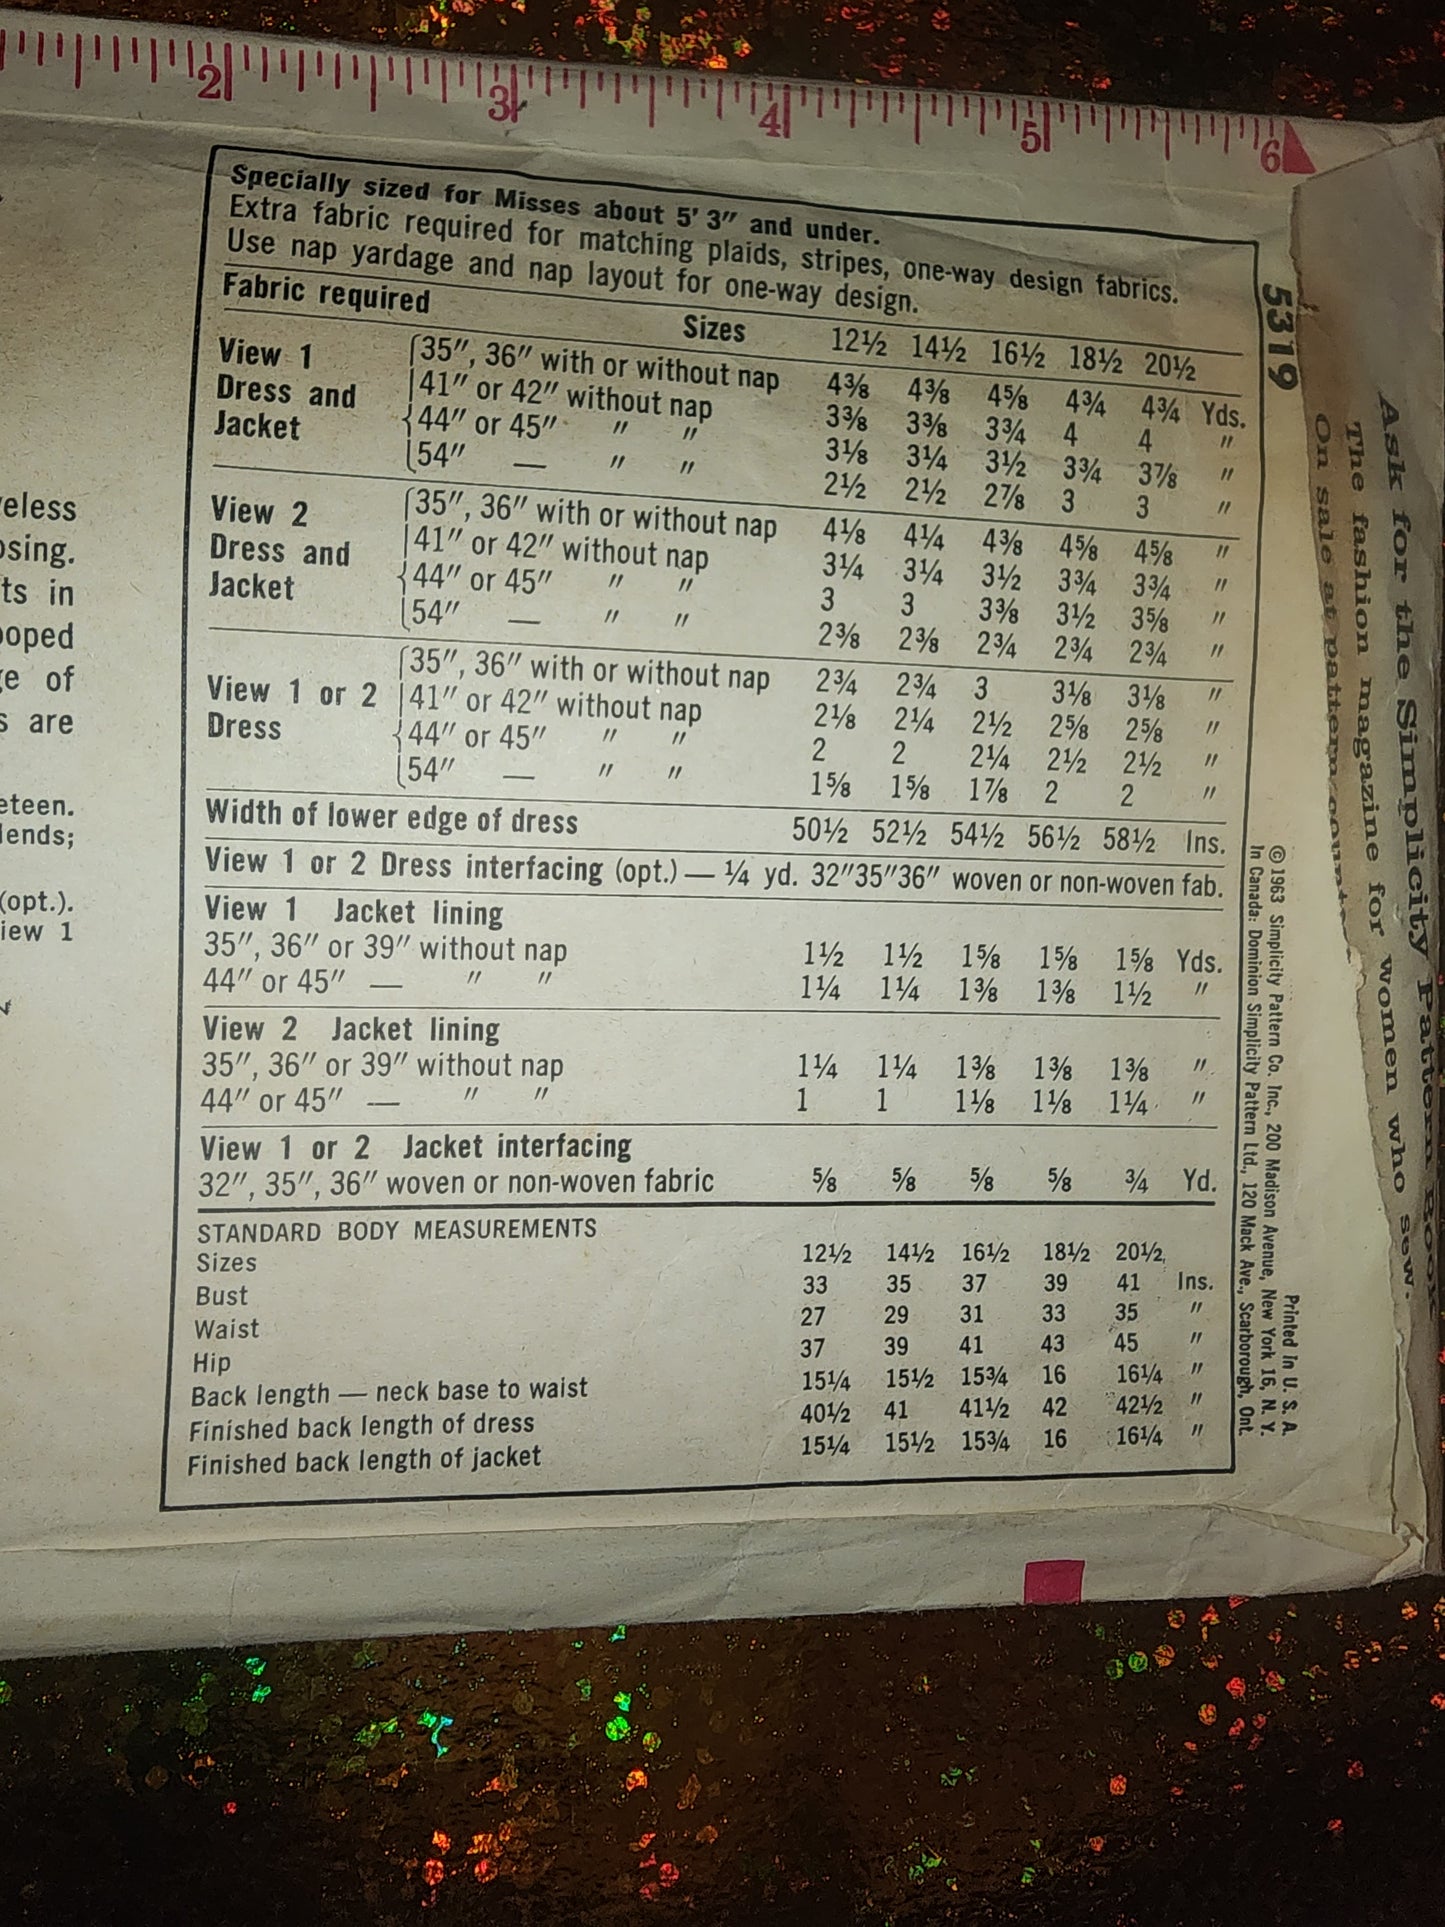 2 3 4 5 6
Specially sized for Misses about 5' 3" and under.
Extra fabric required for matching plaids, stripes, one-way design fabrics.
Use nap yardage and nap layout for one-way design.
Fabric required
Sizes 12½ 14½ 16½ 18½ 20½
View 1 Dress and Jacket
35", 36" with or without nap 4⅜ 4⅜ 4⅝ 4¾ 4¾ Yds.
41" or 42" without nap 3⅜ 3⅜ 3¾ 4 4 "
44" or 45" " " 3⅛ 3¼ 3½ 3¾ 3⅞ "
54" — " " 2½ 2½ 2⅞ 3 3 "
View 2 Dress and Jacket
35", 36" with or without nap 4⅛ 4¼ 4⅜ 4⅝ 4⅝ "
41" or 42" without nap 3¼ 3¼ 3½ 3¾ 3¾ "
44" or 45" " " 3 3 3⅜ 3½ 3⅝ "
54" — " " 2⅜ 2⅜ 2¾ 2¾ 2¾ "
View 1 or 2 Dress
35", 36" with or without nap 2¾ 2¾ 3 3⅛ 3⅛ "
41" or 42" without nap 2⅛ 2¼ 2½ 2⅝ 2⅝ "
44" or 45" " " 2 2 2¼ 2½ 2½ "
54" — " " 1⅝ 1⅝ 1⅞ 2 2 "
Width of lower edge of dress 50½ 52½ 54½ 56½ 58½ Ins.
View 1 or 2 Dress interfacing (opt.) — ¼ yd. 32"35"36" woven or non-woven fab.
View 1 Jacket lining
35", 36" or 39" without nap 1½ 1½ 1⅝ 1⅝ 1⅝ Yds.
44" or 45" — " " 1¼ 1¼ 1⅜ 1⅜ 1½ "
View 2 Jacket lining
35", 36" or 39" without nap 1¼ 1¼ 1⅜ 1⅜ 1⅜ "
44" or 45" — " " 1 1 1⅛ 1⅛ 1¼ "
View 1 or 2 Jacket interfacing
32", 35", 36" woven or non-woven fabric ⅝ ⅝ ⅝ ⅝ ¾ Yd.
STANDARD BODY MEASUREMENTS
Sizes 12½ 14½ 16½ 18½ 20½
Bust 33 35 37 39 41 Ins.
Waist 27 29 31 33 35 "
Hip 37 39 41 43 45 "
Back length — neck base to waist 15¼ 15½ 15¾ 16 16¼ "
Finished back length of dress 40½ 41 41½ 42 42½ "
Finished back length of jacket 15¼ 15½ 15¾ 16 16¼ "
5319
© 1963 Simplicity Pattern Co. Inc., 200 Madison Avenue, New York 16, N. Y.
In Canada: Dominion Simplicity Pattern Ltd., 120 Mack Ave., Scarborough, Ont.
Printed in U. S. A.
Ask for the Simplicity Pattern Book
The fashion magazine for women who sew.
On sale at pattern
eless
osing.
ts in
ooped
e of
s are
eteen.
lends;
(opt.).
iew 1